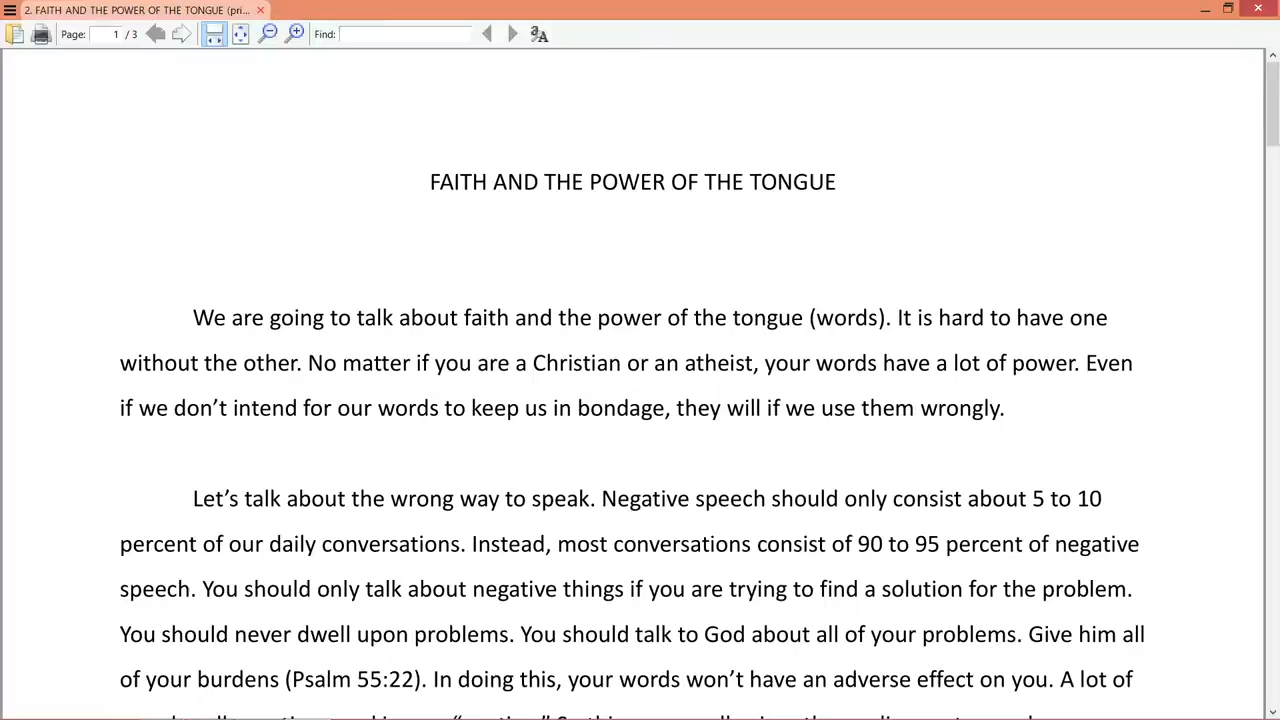 2. FAITH AND THE POWER OF THE TONGUE (pri...
Page: 1 / 3 Find:
FAITH AND THE POWER OF THE TONGUE
We are going to talk about faith and the power of the tongue (words). It is hard to have one
without the other. No matter if you are a Christian or an atheist, your words have a lot of power. Even
if we don’t intend for our words to keep us in bondage, they will if we use them wrongly.
Let’s talk about the wrong way to speak. Negative speech should only consist about 5 to 10
percent of our daily conversations. Instead, most conversations consist of 90 to 95 percent of negative
speech. You should only talk about negative things if you are trying to find a solution for the problem.
You should never dwell upon problems. You should talk to God about all of your problems. Give him all
of your burdens (Psalm 55:22). In doing this, your words won’t have an adverse effect on you. A lot of